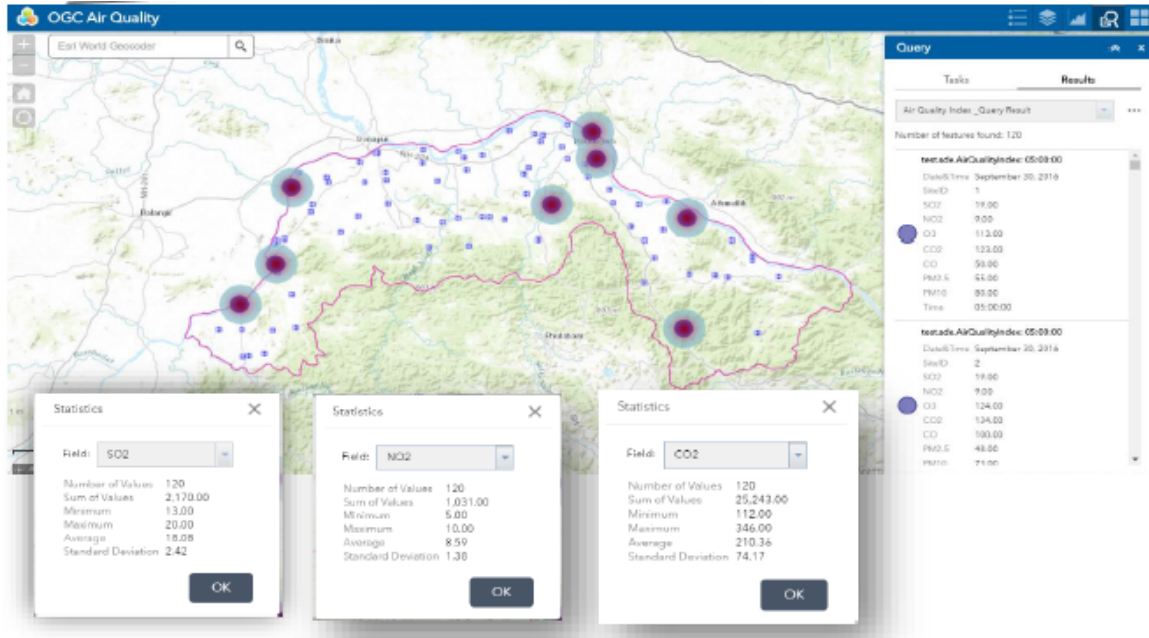 OGC Air Quality
Esri World Geocoder
Sonapur
Balangir
Athamallik
Phulabani
Query
Tasks
Results
Air Quality Index _Query Result
Number of features found: 120
test.sde.AirQualityIndex: 05:00:00
Date&Time September 30, 2016
SiteID 1
SO2 19.00
NO2 9.00
O3 113.00
CO2 123.00
CO 50.00
PM2.5 55.00
PM10 80.00
Time 05:00:00
test.sde.AirQualityIndex: 05:00:00
Date&Time September 30, 2016
SiteID 2
SO2 19.00
NO2 9.00
O3 124.00
CO2 134.00
CO 100.00
PM2.5 48.00
PM10 71.00
Statistics
Field: SO2
Number of Values 120
Sum of Values 2,170.00
Minimum 13.00
Maximum 20.00
Average 18.08
Standard Deviation 2.42
OK
Statistics
Field: NO2
Number of Values 120
Sum of Values 1,031.00
Minimum 5.00
Maximum 10.00
Average 8.59
Standard Deviation 1.38
OK
Statistics
Field: CO2
Number of Values 120
Sum of Values 25,243.00
Minimum 112.00
Maximum 346.00
Average 210.36
Standard Deviation 74.17
OK